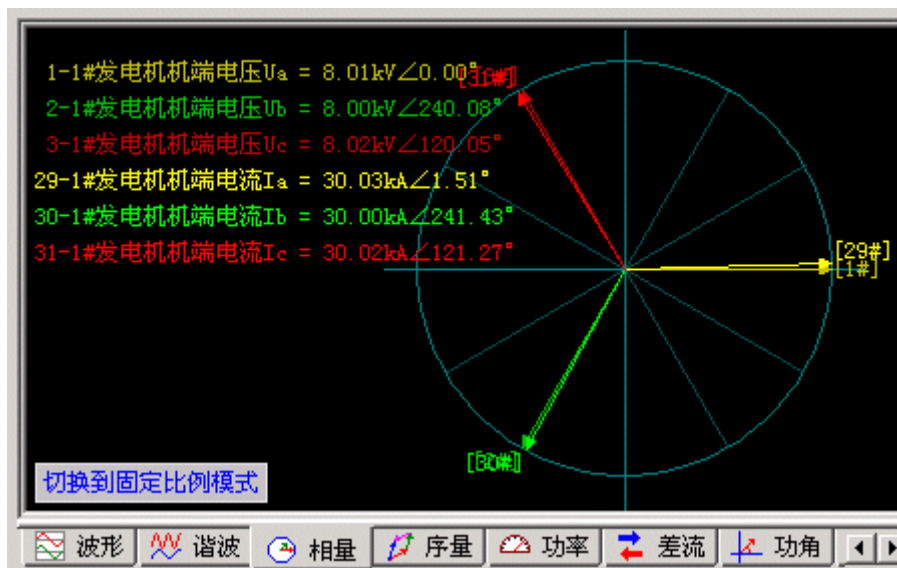 1-1#发电机机端电压Ua = 8.01kV∠0.00°
2-1#发电机机端电压Ub = 8.00kV∠240.08°
3-1#发电机机端电压Uc = 8.02kV∠120.05°
29-1#发电机机端电流Ia = 30.03kA∠1.51°
30-1#发电机机端电流Ib = 30.00kA∠241.43°
31-1#发电机机端电流Ic = 30.02kA∠121.27°
[29#]
[1#]
切换到固定比例模式
波形 谐波 相量 序量 功率 差流 功角